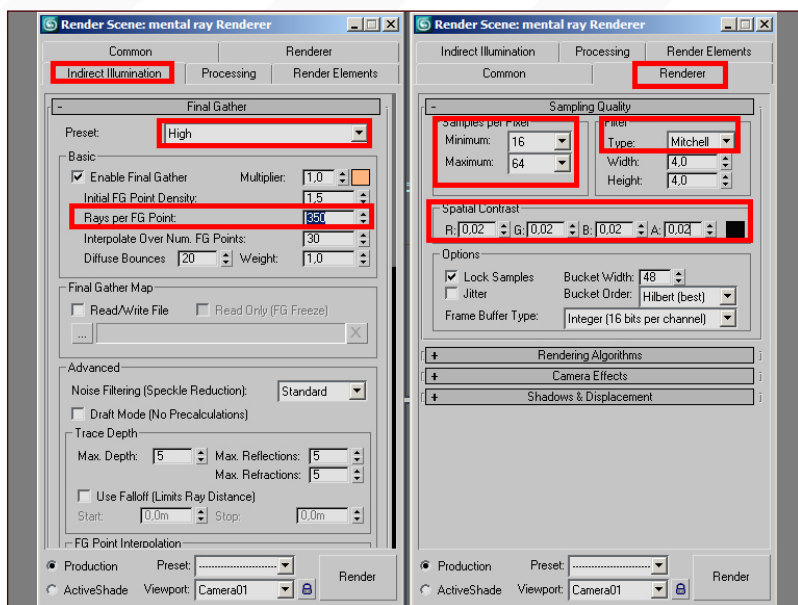 Render Scene: mental ray Renderer
Common Renderer
Indirect Illumination Processing Render Elements
- Final Gather
Preset: High
Basic
Enable Final Gather Multiplier: 1,0
Initial FG Point Density: 1,5
Rays per FG Point: 350
Interpolate Over Num. FG Points: 30
Diffuse Bounces 20 Weight: 1,0
Final Gather Map
Read/Write File Read Only (FG Freeze)
... X
Advanced
Noise Filtering (Speckle Reduction): Standard
Draft Mode (No Precalculations)
Trace Depth
Max. Depth: 5 Max. Reflections: 5
Max. Refractions: 5
Use Falloff (Limits Ray Distance)
Start: 0,0m Stop: 0,0m
FG Point Interpolation
Production Preset: -----------------------
ActiveShade Viewport: Camera01
Render
Render Scene: mental ray Renderer
Indirect Illumination Processing Render Elements
Common Renderer
- Sampling Quality
Samples per Pixel
Minimum: 16
Maximum: 64
Filter
Type: Mitchell
Width: 4,0
Height: 4,0
Spatial Contrast
R: 0,02 G: 0,02 B: 0,02 A: 0,02
Options
Lock Samples Bucket Width: 48
Jitter Bucket Order: Hilbert (best)
Frame Buffer Type: Integer (16 bits per channel)
+ Rendering Algorithms
+ Camera Effects
+ Shadows & Displacement
Production Preset: -----------------------
ActiveShade Viewport: Camera01
Render